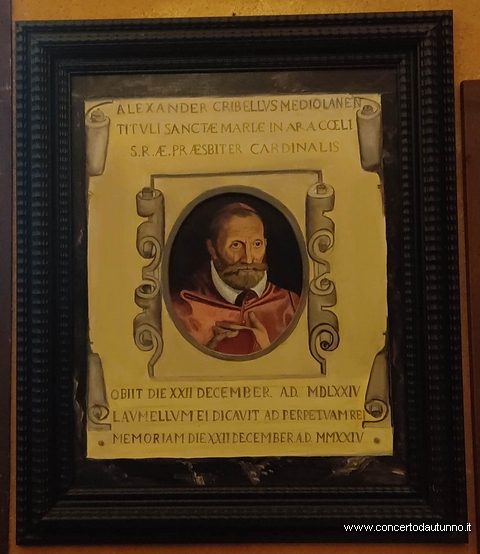 ALEXANDER CRIBELLVS MEDIOLANEN
TITVLI SANCTÆ MARIÆ IN ARA CŒLI
S.R.Æ. PRÆSBITER CARDINALIS
OBIIT DIE XXII DECEMBER A.D. MDLXXIV
LAVMELLVM EI DICAVIT AD PERPETVAM REI
MEMORIAM DIE XXII DECEMBER A.D. MMXXIV
www.concertodautunno.it